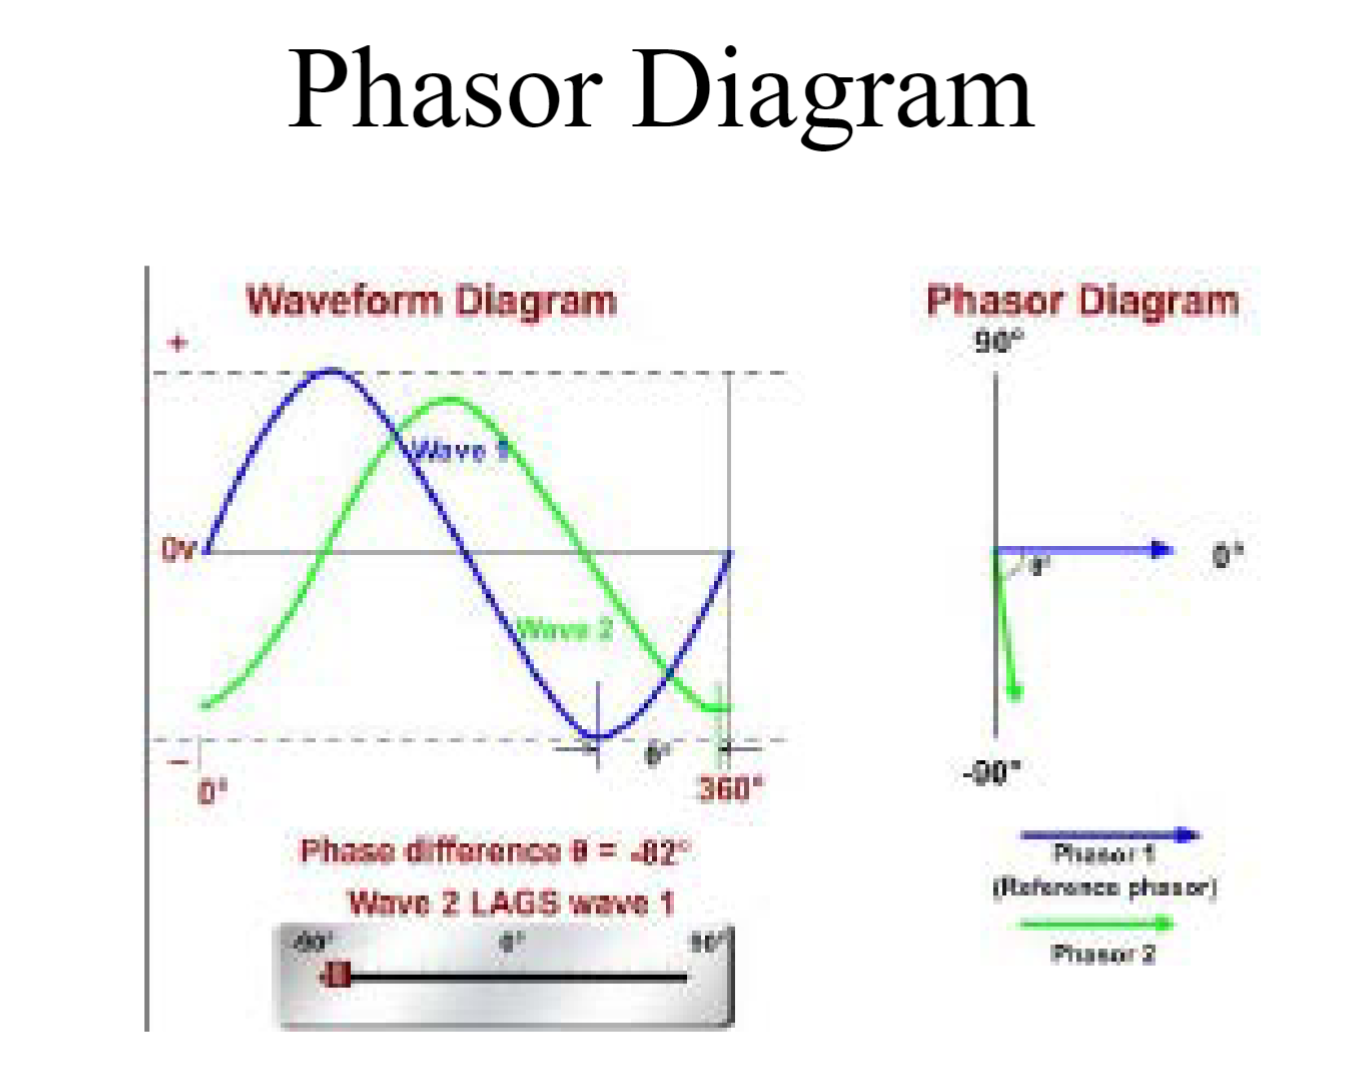 Phasor Diagram
Waveform Diagram
+
Wave 1
0v
Wave 2
−
θ°
0°
360°
Phase difference θ = -82°
Wave 2 LAGS wave 1
-90° 0° 90°
Phasor Diagram
90°
0°
θ°
-90°
Phasor 1
(Reference phasor)
Phasor 2